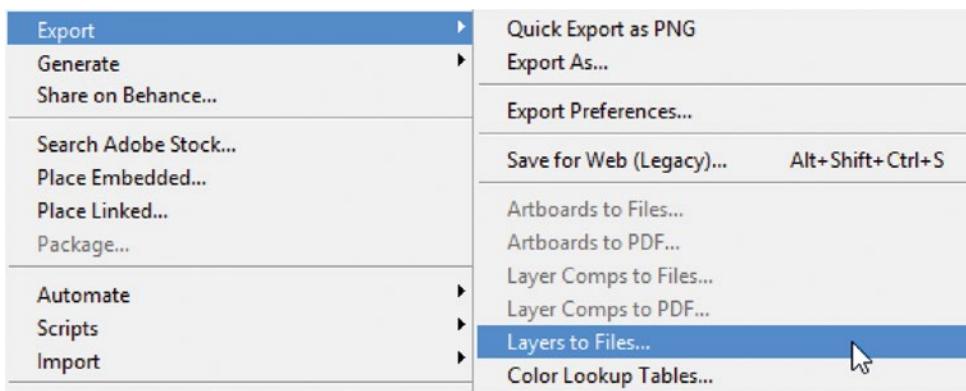 Export
Generate
Share on Behance...
Search Adobe Stock...
Place Embedded...
Place Linked...
Package...
Automate
Scripts
Import
Quick Export as PNG
Export As...
Export Preferences...
Save for Web (Legacy)... Alt+Shift+Ctrl+S
Artboards to Files...
Artboards to PDF...
Layer Comps to Files...
Layer Comps to PDF...
Layers to Files...
Color Lookup Tables...